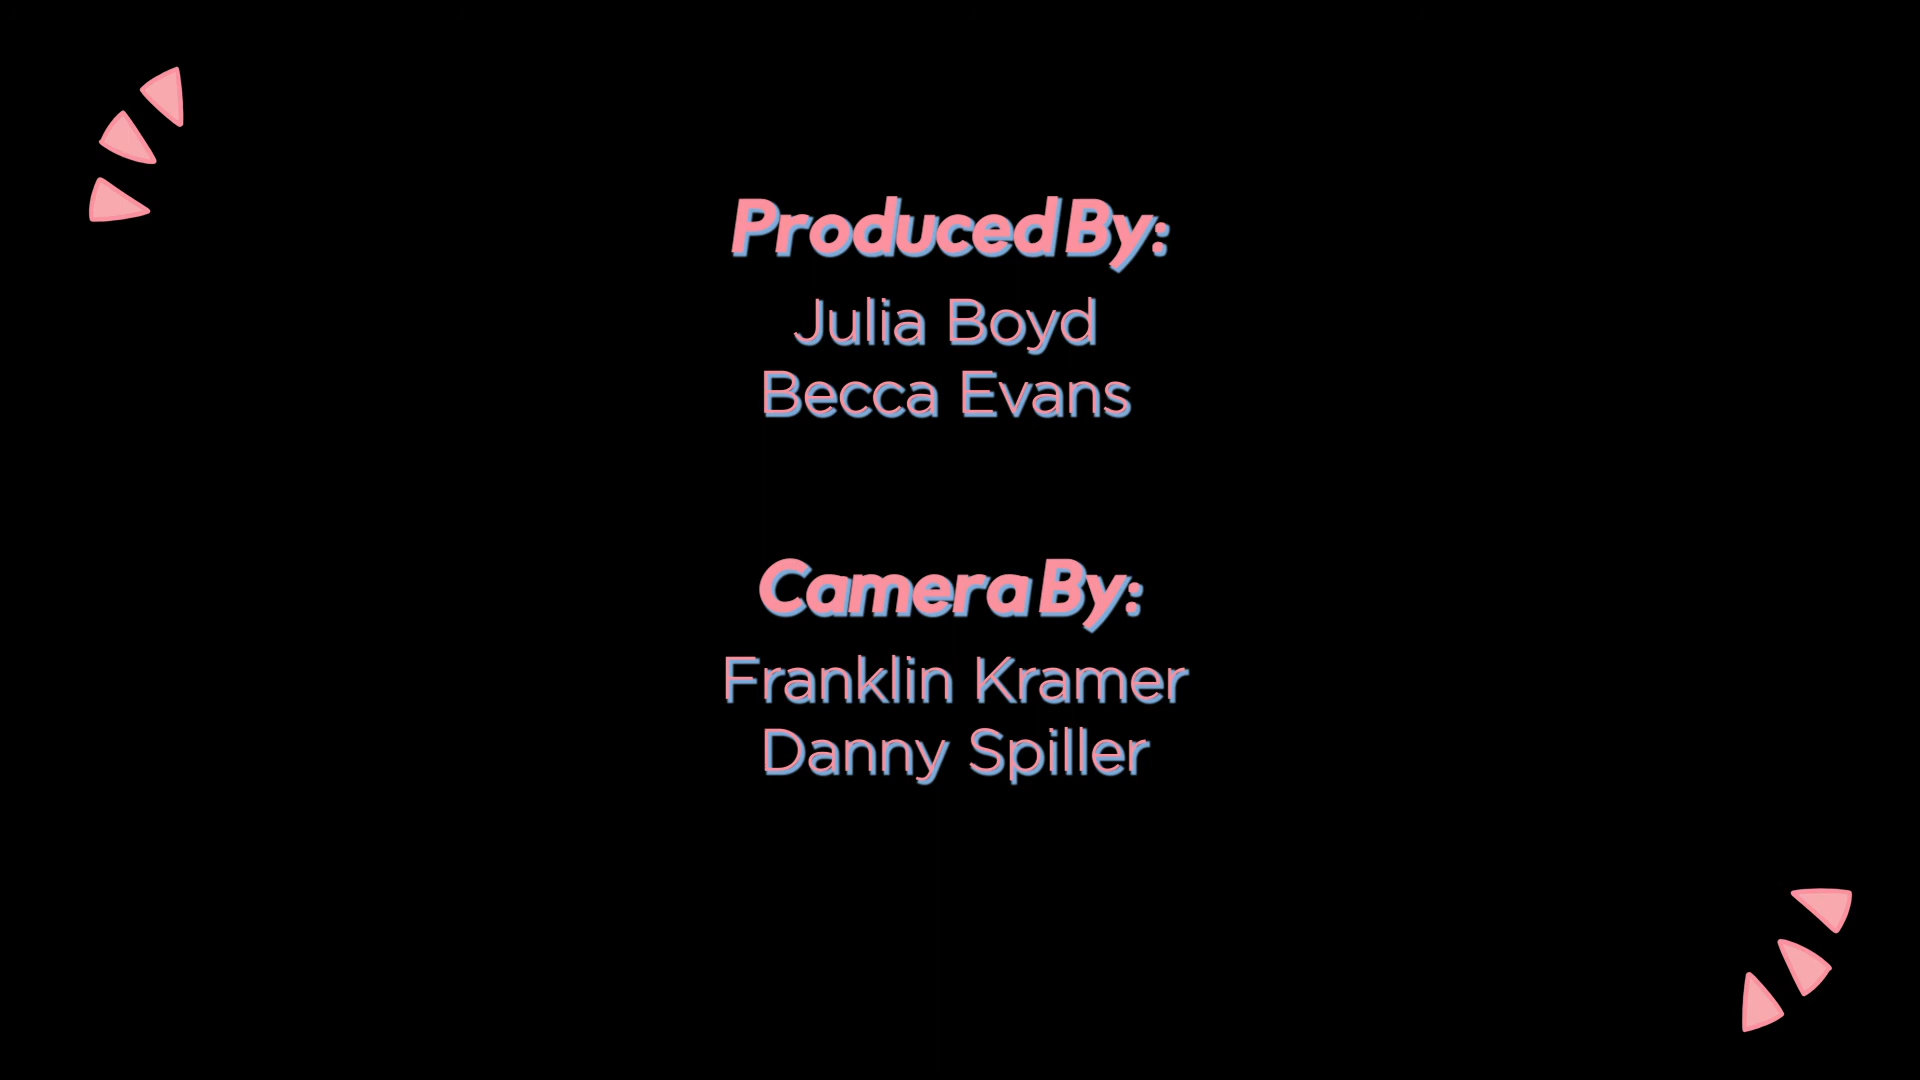 Produced By:
Julia Boyd
Becca Evans
Camera By:
Franklin Kramer
Danny Spiller